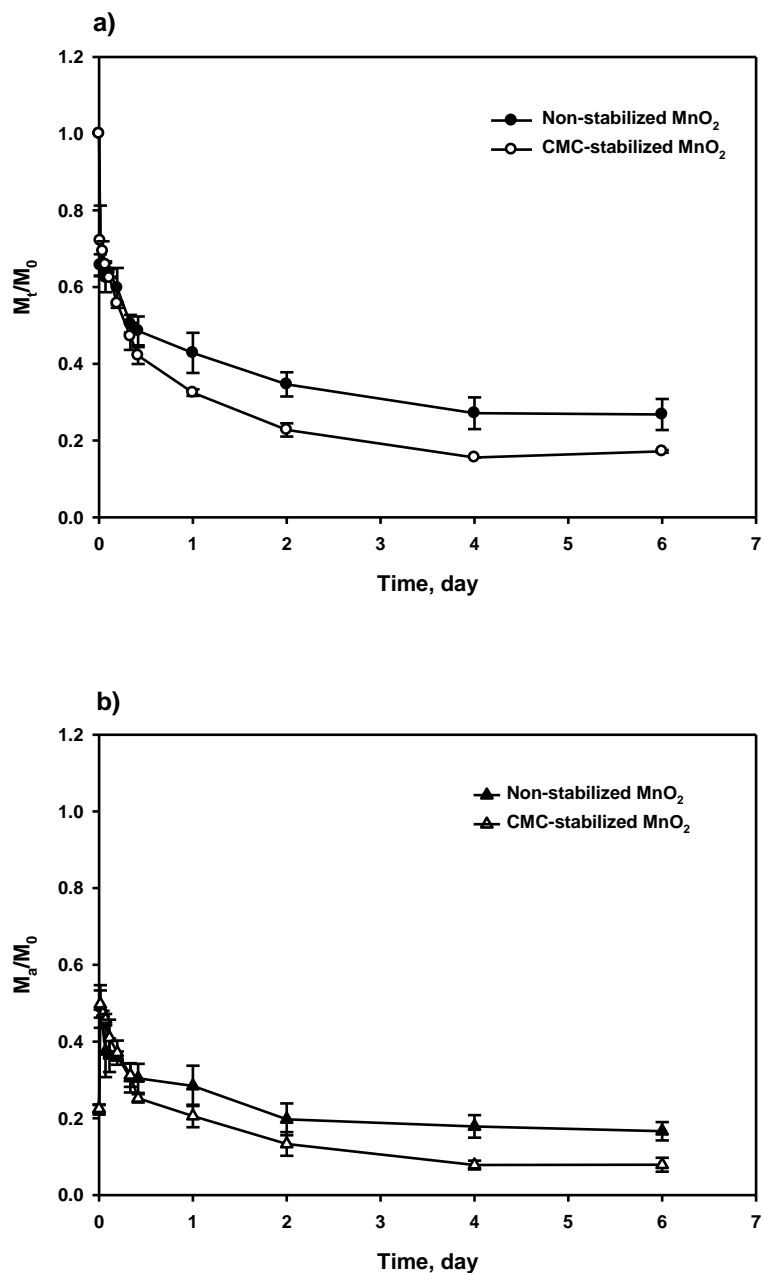 a)
1.2
1.0
0.8
0.6
0.4
0.2
0.0
Mt/M0
Non-stabilized MnO2
CMC-stabilized MnO2
0 1 2 3 4 5 6 7
Time, day
b)
1.2
1.0
0.8
0.6
0.4
0.2
0.0
Ma/M0
Non-stabilized MnO2
CMC-stabilized MnO2
0 1 2 3 4 5 6 7
Time, day